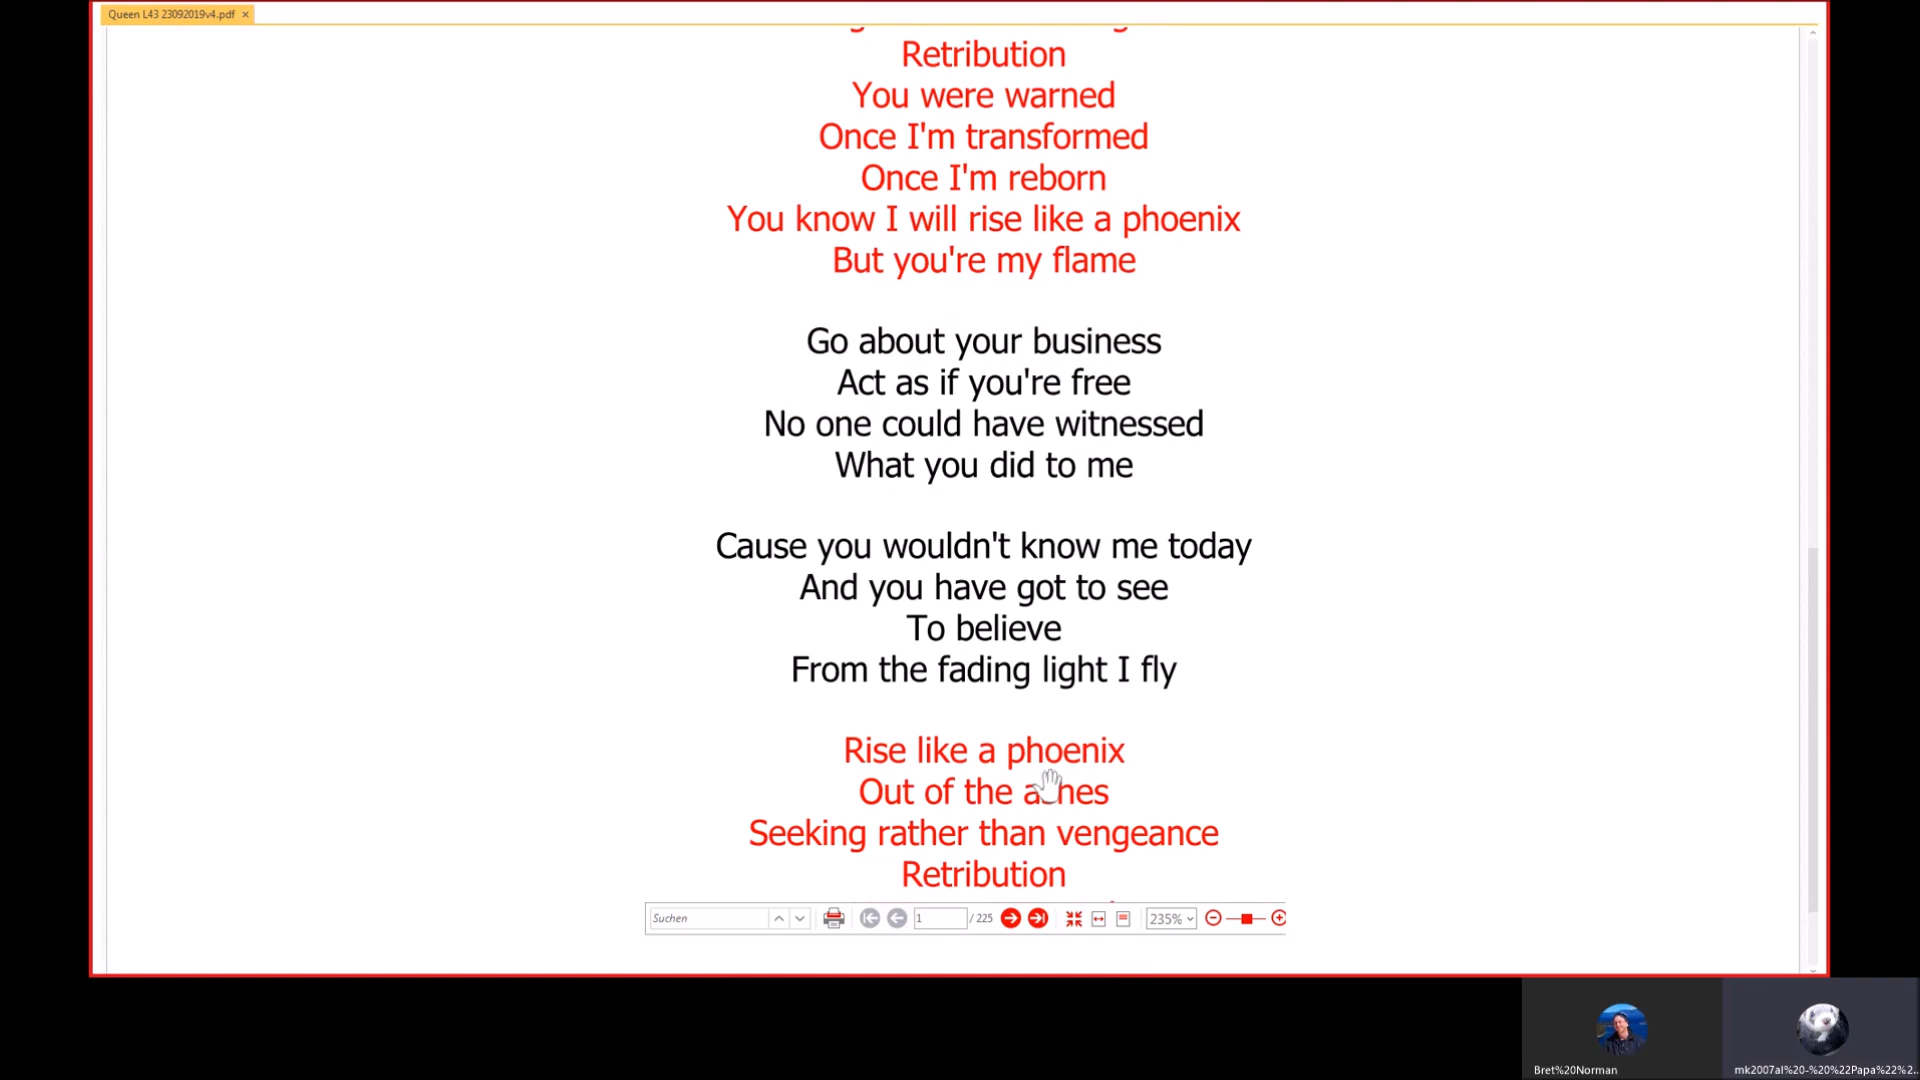 Queen L43 23092019v4.pdf ×
Retribution
You were warned
Once I'm transformed
Once I'm reborn
You know I will rise like a phoenix
But you're my flame
Go about your business
Act as if you're free
No one could have witnessed
What you did to me
Cause you wouldn't know me today
And you have got to see
To believe
From the fading light I fly
Rise like a phoenix
Out of the ashes
Seeking rather than vengeance
Retribution
Suchen 1 / 225 235%
Bret%20Norman
mk2007al%20-%20%22Papa%22%2...